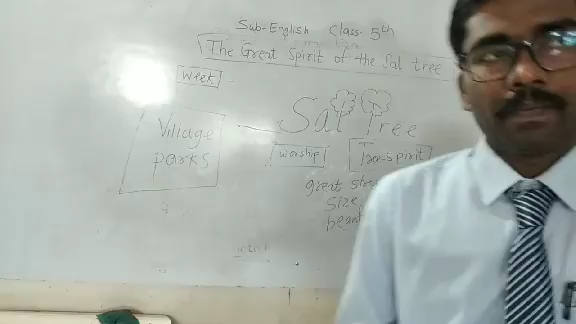 Sub-English Class-5th
The Great Spirit of the Sal tree
Week
Village Parks
Sal Tree
worship
Tree-spirit
great
size